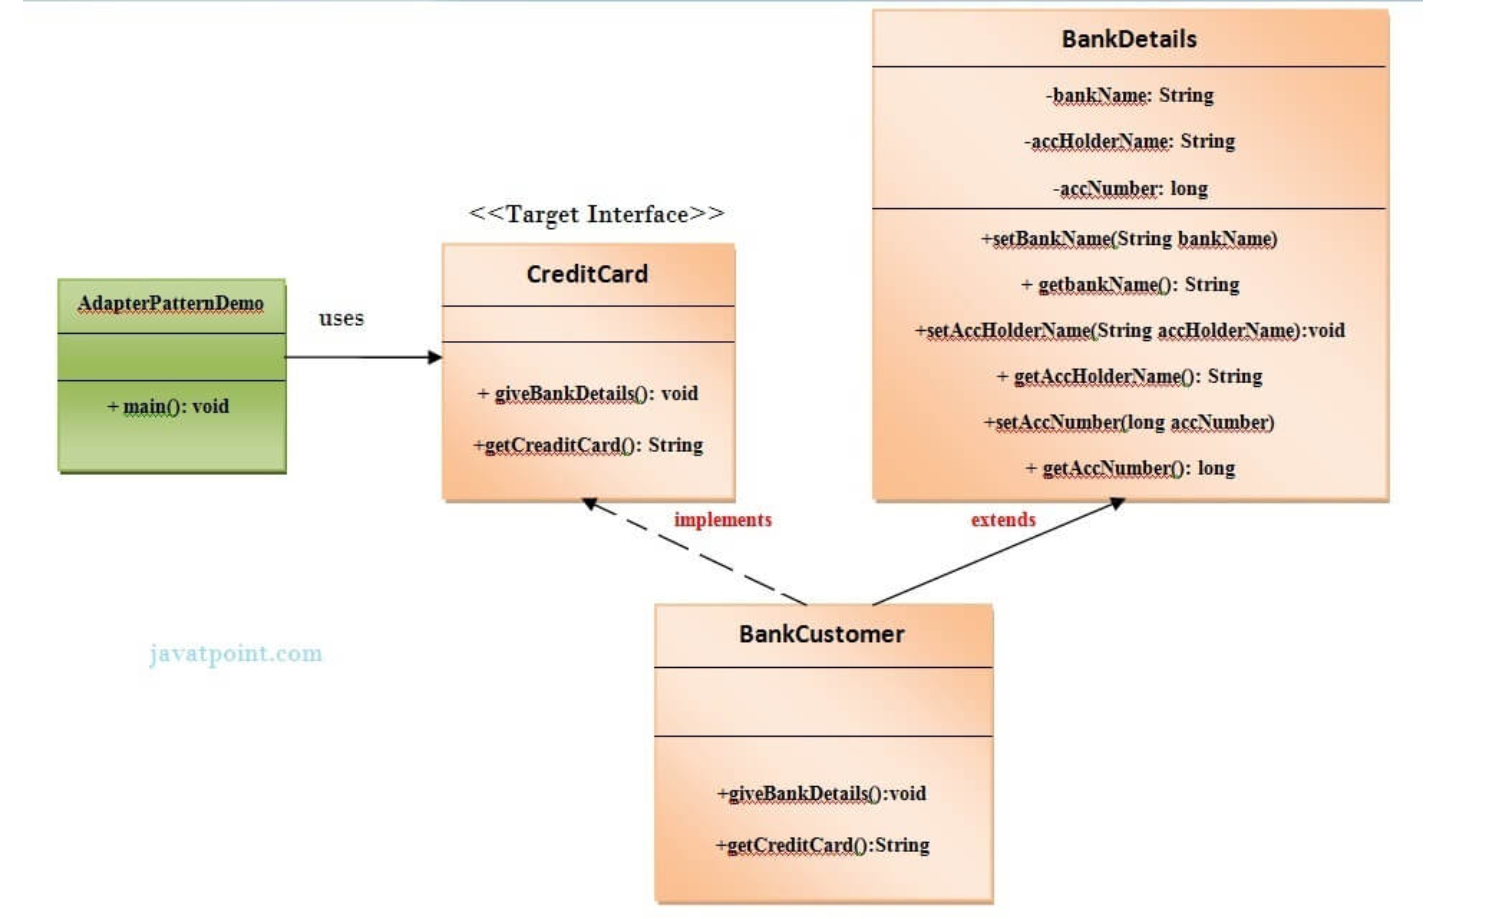 BankDetails
-bankName: String
-accHolderName: String
-accNumber: long
+setBankName(String bankName)
+ getbankName(): String
+setAccHolderName(String accHolderName):void
+ getAccHolderName(): String
+setAccNumber(long accNumber)
+ getAccNumber(): long
<<Target Interface>>
CreditCard
+ giveBankDetails(): void
+getCreaditCard(): String
AdapterPatternDemo
+ main(): void
uses
implements
extends
BankCustomer
+giveBankDetails():void
+getCreditCard():String
javatpoint.com